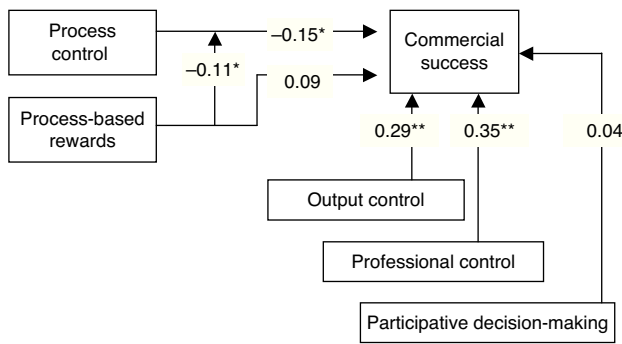 Process
control
–0.15*
Commercial
success
–0.11*
0.09
Process-based
rewards
0.29**
0.35**
0.04
Output control
Professional control
Participative decision-making